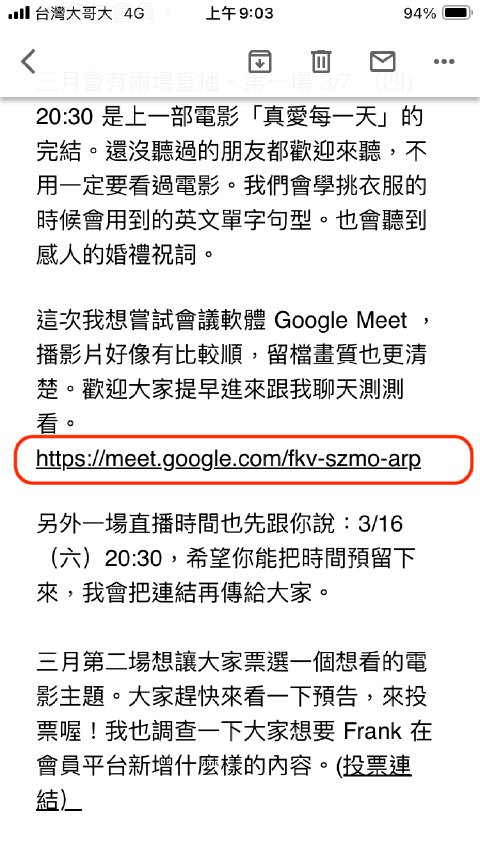 台灣大哥大 4G 上午9:03 94%
三月會有兩場直播。第一場 3/7 （四)
20:30 是上一部電影「真愛每一天」的
完結。還沒聽過的朋友都歡迎來聽，不
用一定要看過電影。我們會學挑衣服的
時候會用到的英文單字句型。也會聽到
感人的婚禮祝詞。
這次我想嘗試會議軟體 Google Meet ，
播影片好像有比較順，留檔畫質也更清
楚。歡迎大家提早進來跟我聊天測測
看。
https://meet.google.com/fkv-szmo-arp
另外一場直播時間也先跟你說：3/16
（六）20:30，希望你能把時間預留下
來，我會把連結再傳給大家。
三月第二場想讓大家票選一個想看的電
影主題。大家趕快來看一下預告，來投
票喔！我也調查一下大家想要 Frank 在
會員平台新增什麼樣的內容。(投票連
結）